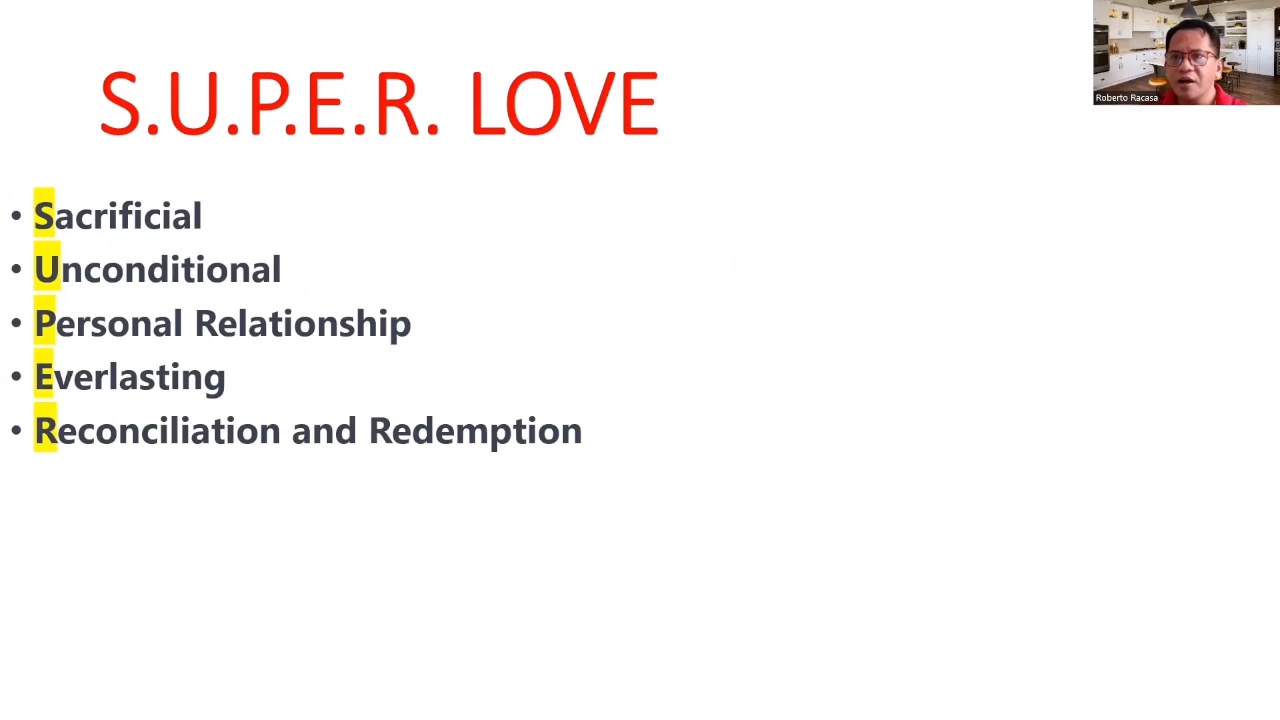 S.U.P.E.R. LOVE
Roberto Racasa
• Sacrificial
• Unconditional
• Personal Relationship
• Everlasting
• Reconciliation and Redemption